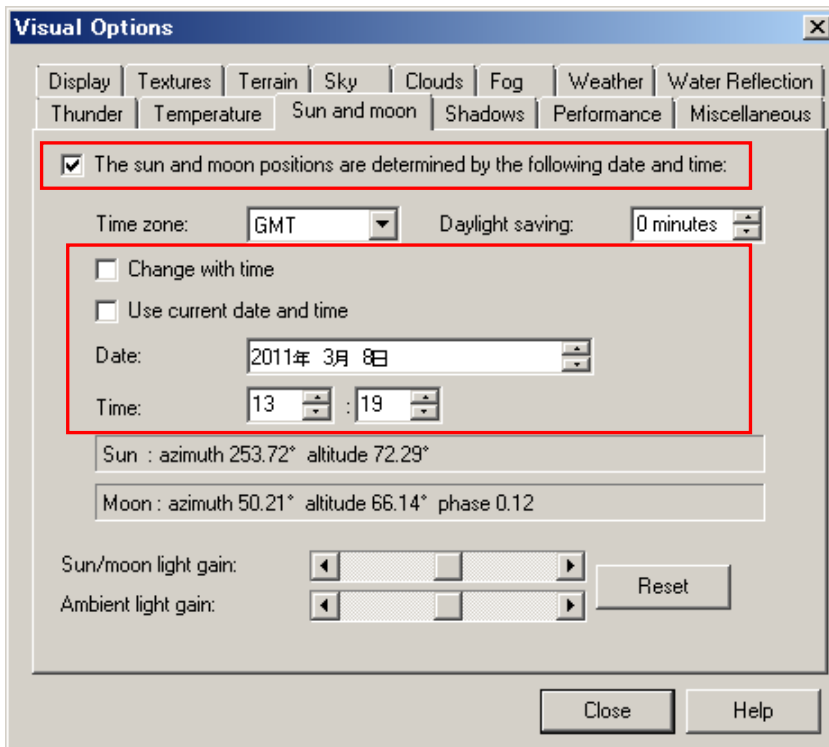 Visual Options
Display Textures Terrain Sky Clouds Fog Weather Water Reflection
Thunder Temperature Sun and moon Shadows Performance Miscellaneous
The sun and moon positions are determined by the following date and time:
Time zone: GMT Daylight saving: 0 minutes
Change with time
Use current date and time
Date: 2011年 3月 8日
Time: 13 : 19
Sun : azimuth 253.72° altitude 72.29°
Moon : azimuth 50.21° altitude 66.14° phase 0.12
Sun/moon light gain:
Reset
Ambient light gain:
Close Help